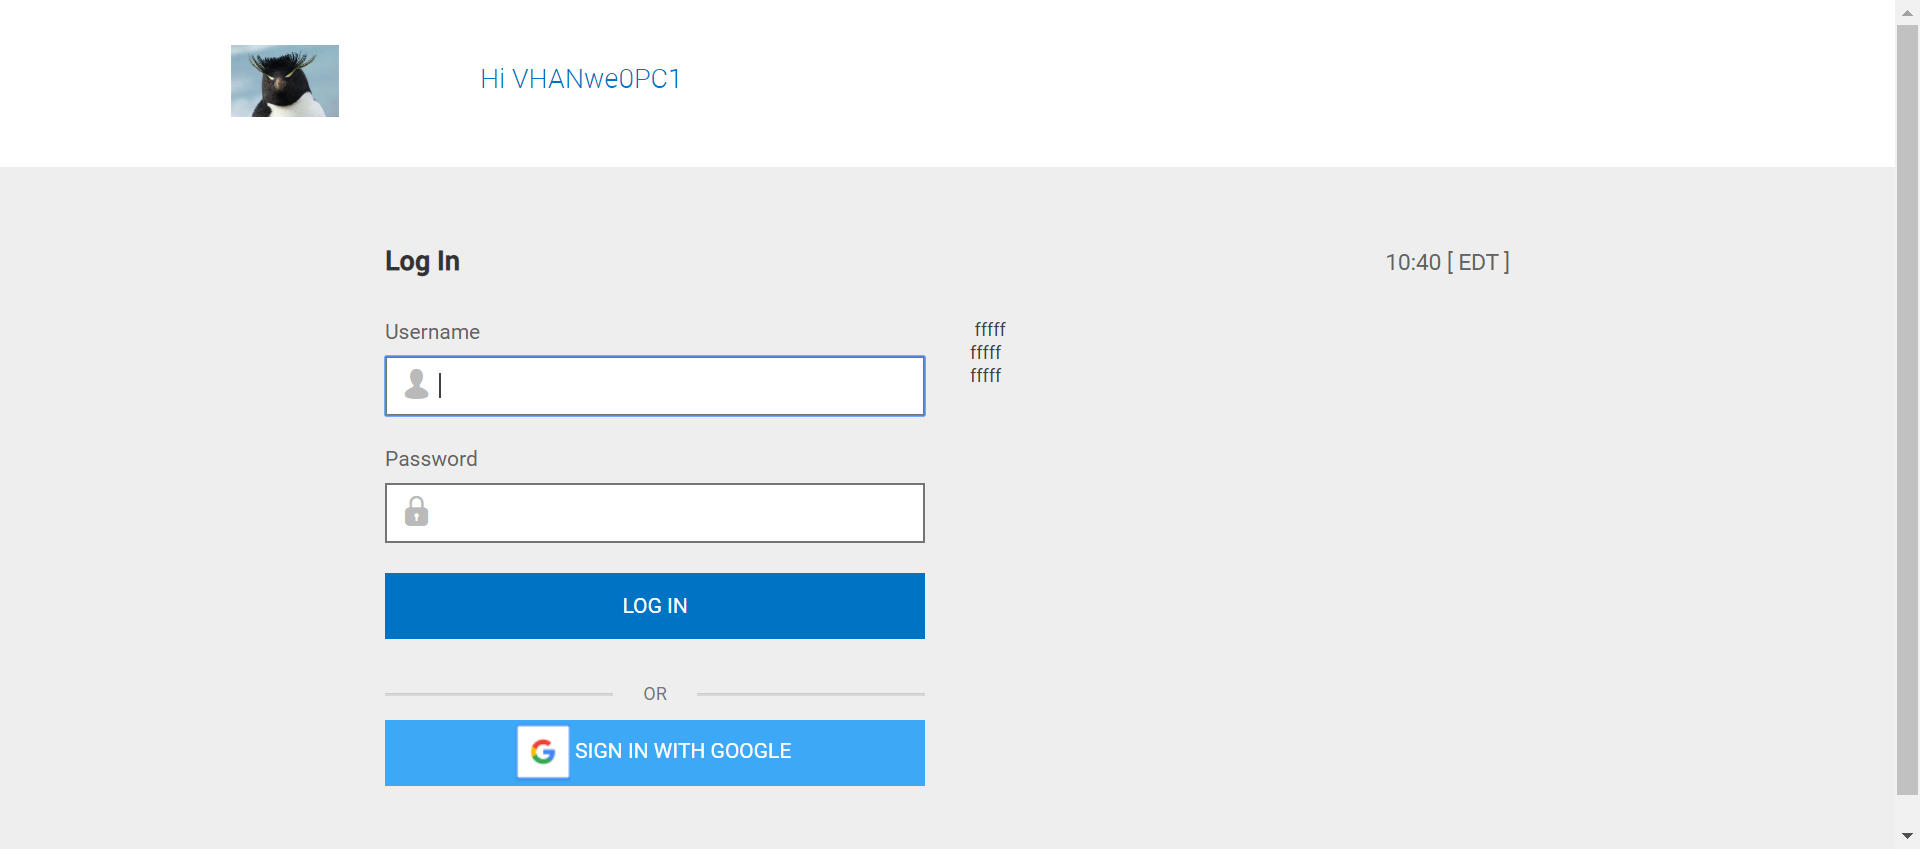 Hi VHANwe0PC1
Log In
10:40 [ EDT ]
Username
fffff
fffff
fffff
Password
LOG IN
OR
SIGN IN WITH GOOGLE